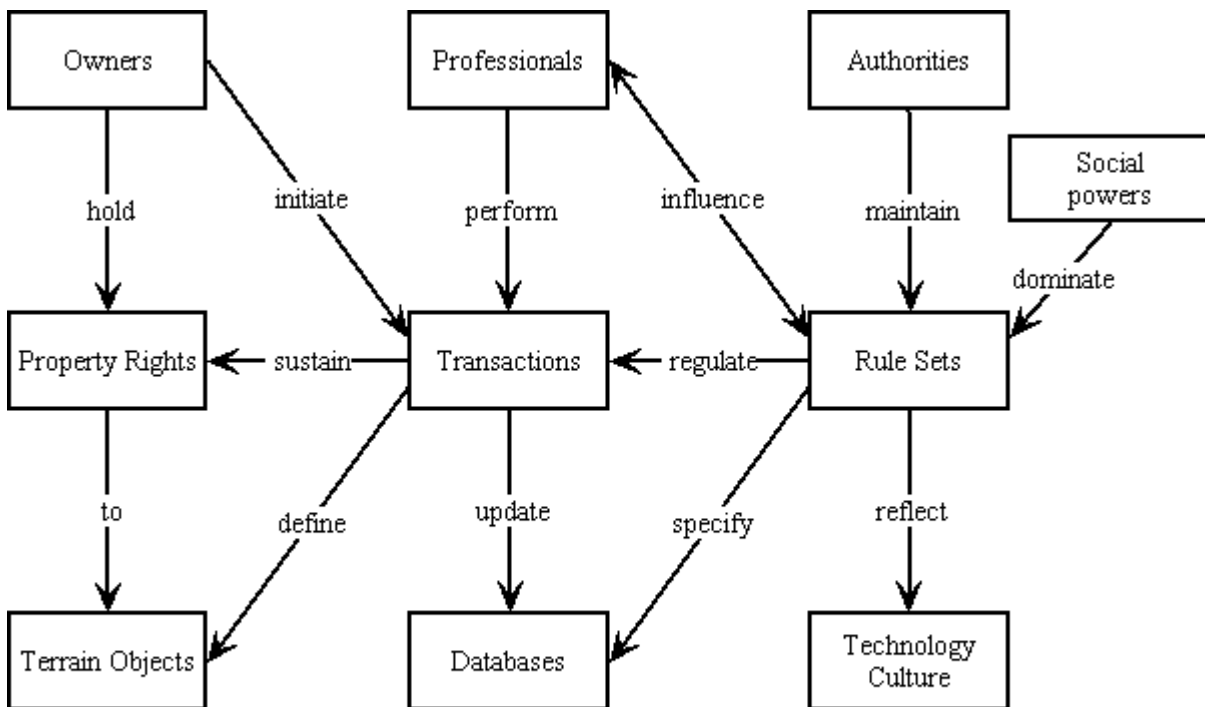 Owners
Professionals
Authorities
Social
powers
hold
initiate
perform
influence
maintain
dominate
Property Rights
sustain
Transactions
regulate
Rule Sets
to
define
update
specify
reflect
Terrain Objects
Databases
Technology
Culture